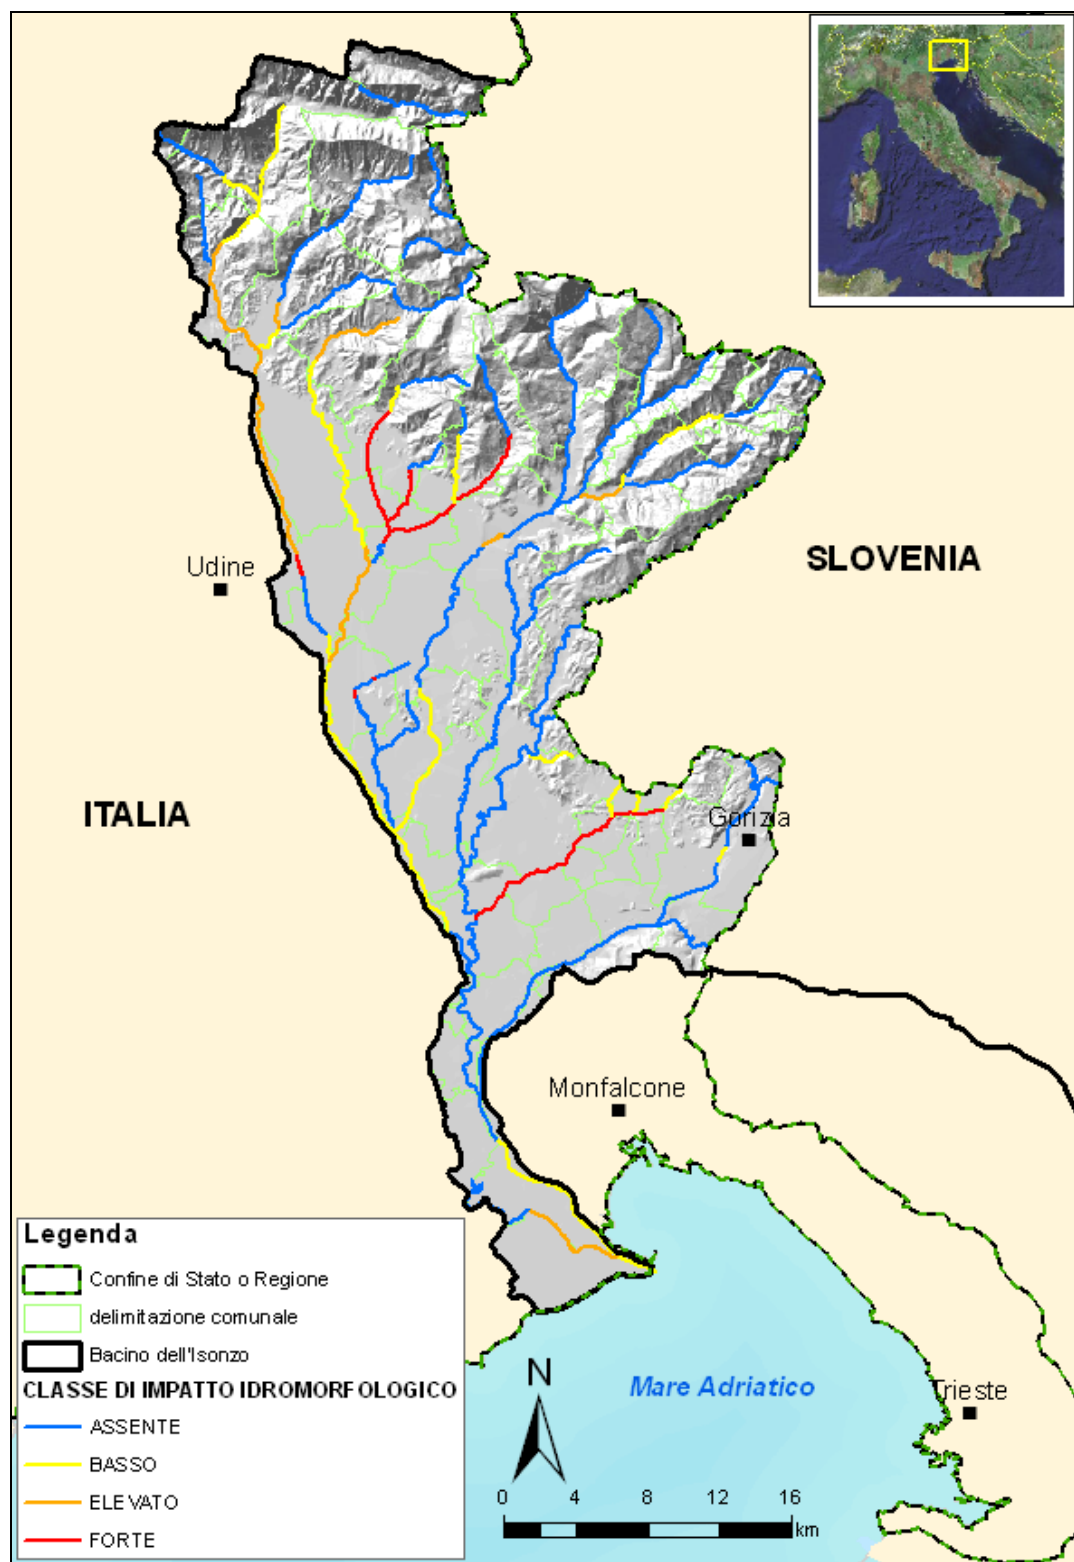 Udine
SLOVENIA
ITALIA
Gorizia
Monfalcone
Legenda
Confine di Stato o Regione
delimitazione comunale
Bacino dell'Isonzo
CLASSE DI IMPATTO IDROMORFOLOGICO
ASSENTE
BASSO
ELEVATO
FORTE
N
Mare Adriatico
Trieste
0 4 8 12 16
km